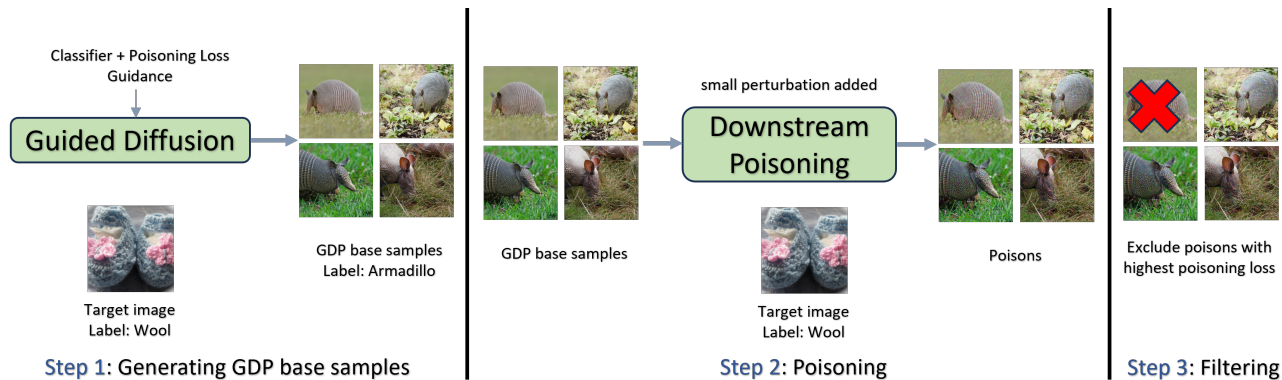 Classifier + Poisoning Loss
Guidance
Guided Diffusion
GDP base samples
Label: Armadillo
Target image
Label: Wool
Step 1: Generating GDP base samples
GDP base samples
small perturbation added
Downstream
Poisoning
Target image
Label: Wool
Poisons
Step 2: Poisoning
Exclude poisons with
highest poisoning loss
Step 3: Filtering